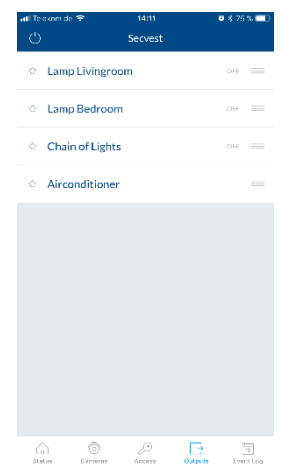 Telekom.de 14:11 76 %
Secvest
Lamp Livingroom OFF
Lamp Bedroom OFF
Chain of Lights OFF
Airconditioner
Status Cameras Access Outputs Event Log